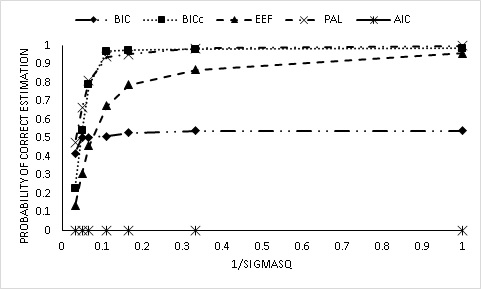 BIC BICc EEF PAL AIC
PROBABILITY OF CORRECT ESTIMATION
1
0.9
0.8
0.7
0.6
0.5
0.4
0.3
0.2
0.1
0
0 0.1 0.2 0.3 0.4 0.5 0.6 0.7 0.8 0.9 1
1/SIGMASQ